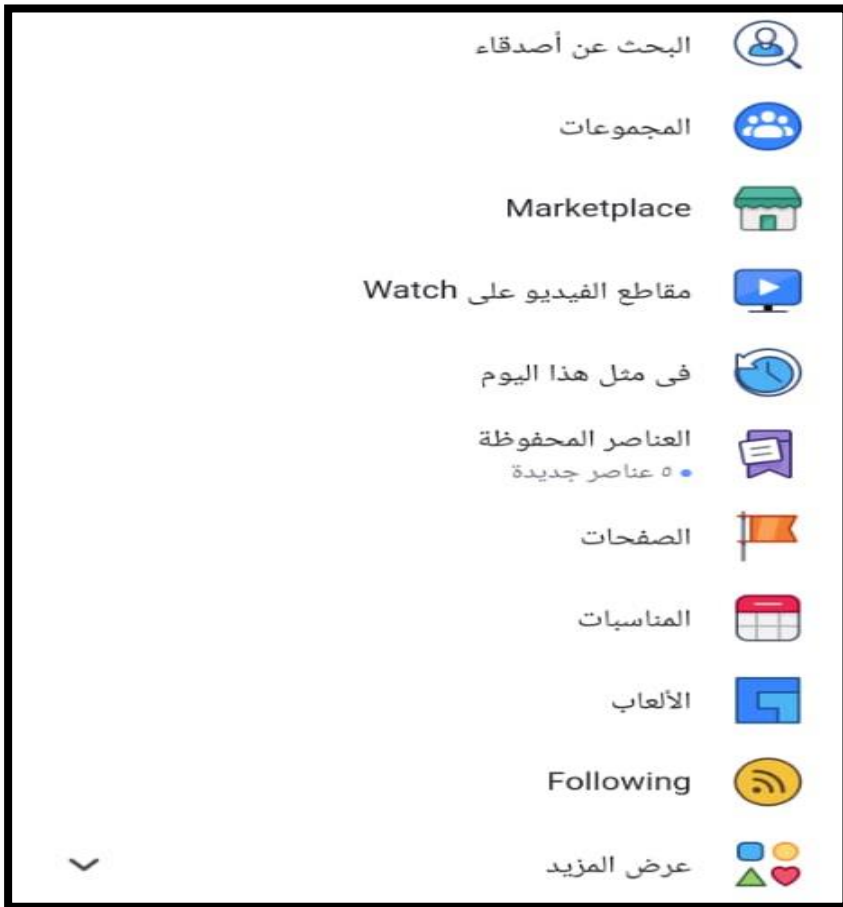 البحث عن أصدقاء
المجموعات
Marketplace
مقاطع الفيديو على Watch
فى مثل هذا اليوم
العناصر المحفوظة
٥ عناصر جديدة
الصفحات
المناسبات
الألعاب
Following
عرض المزيد